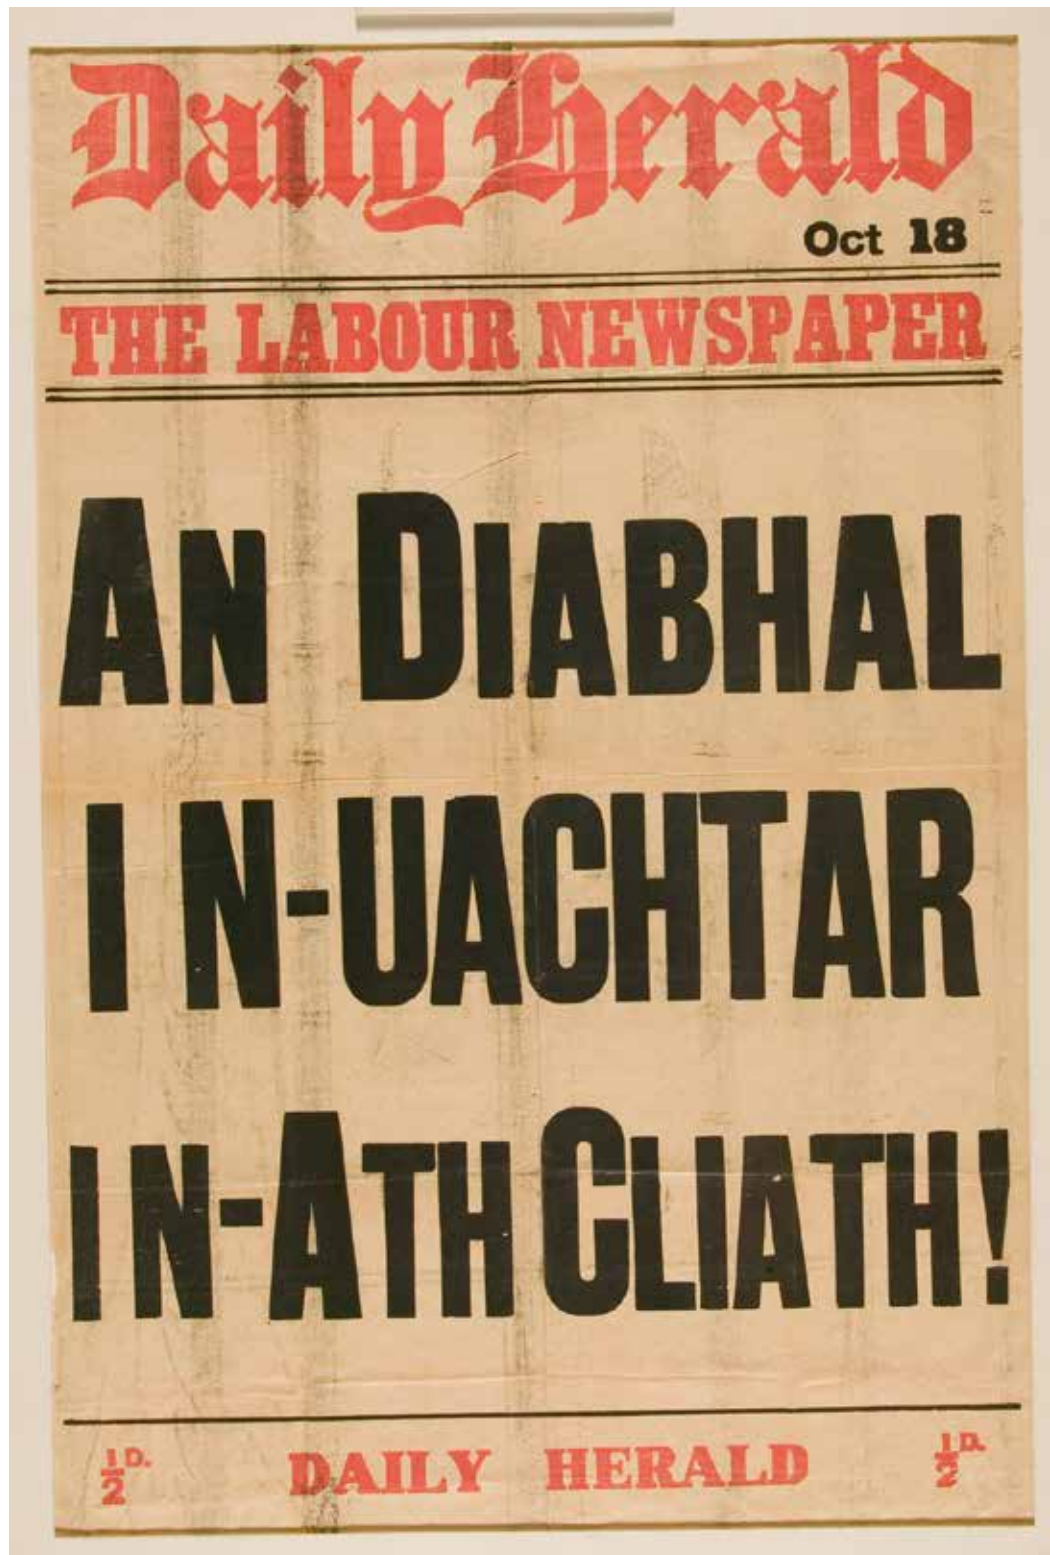 Daily Herald
Oct 18
THE LABOUR NEWSPAPER
AN DIABHAL
I N-UACHTAR
I N-ATH CLIATH!
½D. DAILY HERALD ½D.